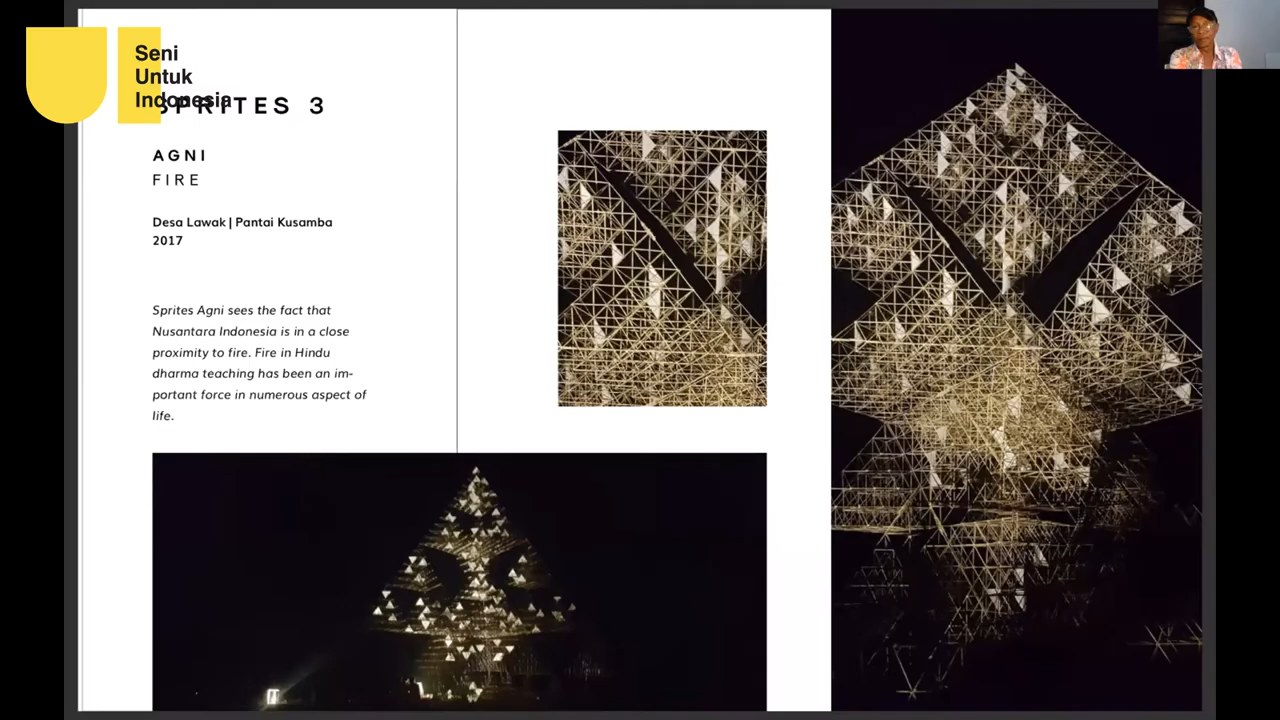 Seni
Untuk
Indonesia
SPRITES 3
AGNI
FIRE
Desa Lawak | Pantai Kusamba
2017
Sprites Agni sees the fact that
Nusantara Indonesia is in a close
proximity to fire. Fire in Hindu
dharma teaching has been an im-
portant force in numerous aspect of
life.